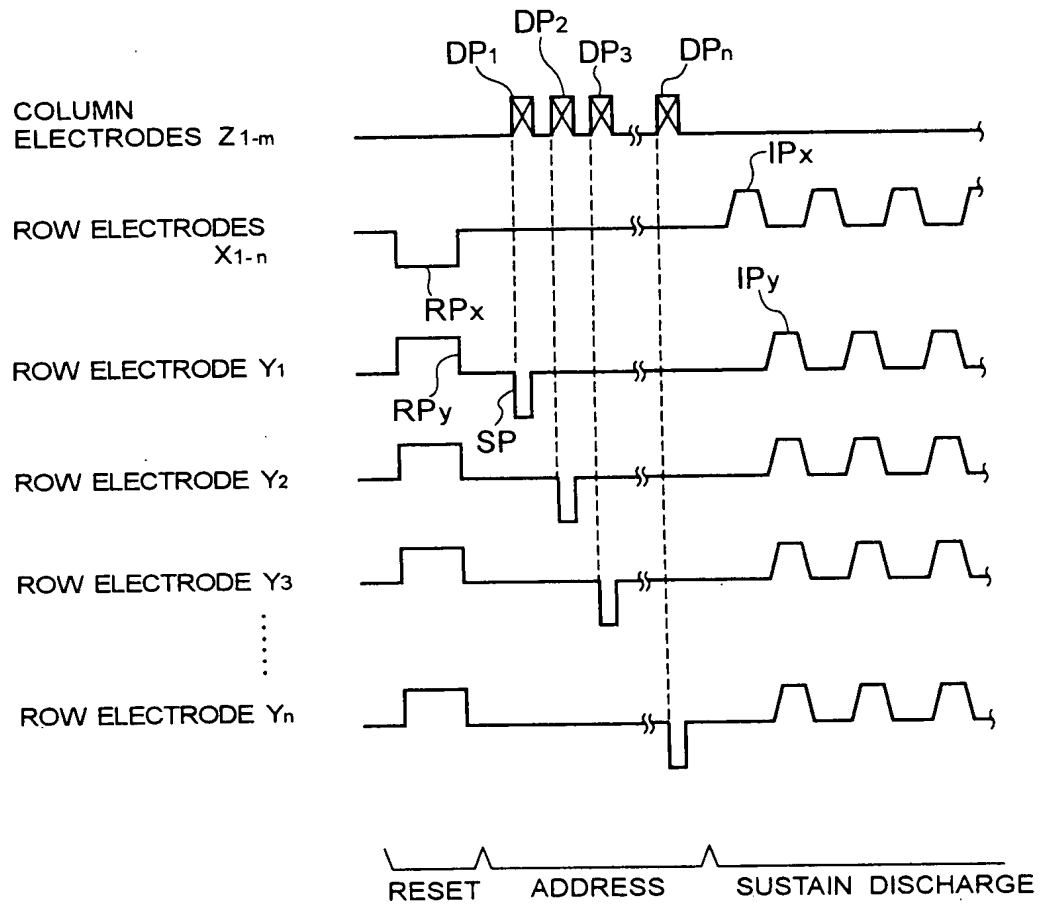 DP1
DP2
DP3
DPn
COLUMN
ELECTRODES Z1-m
IPx
ROW ELECTRODES
X1-n
RPx
IPy
ROW ELECTRODE Y1
RPy
SP
ROW ELECTRODE Y2
ROW ELECTRODE Y3
ROW ELECTRODE Yn
RESET
ADDRESS
SUSTAIN DISCHARGE